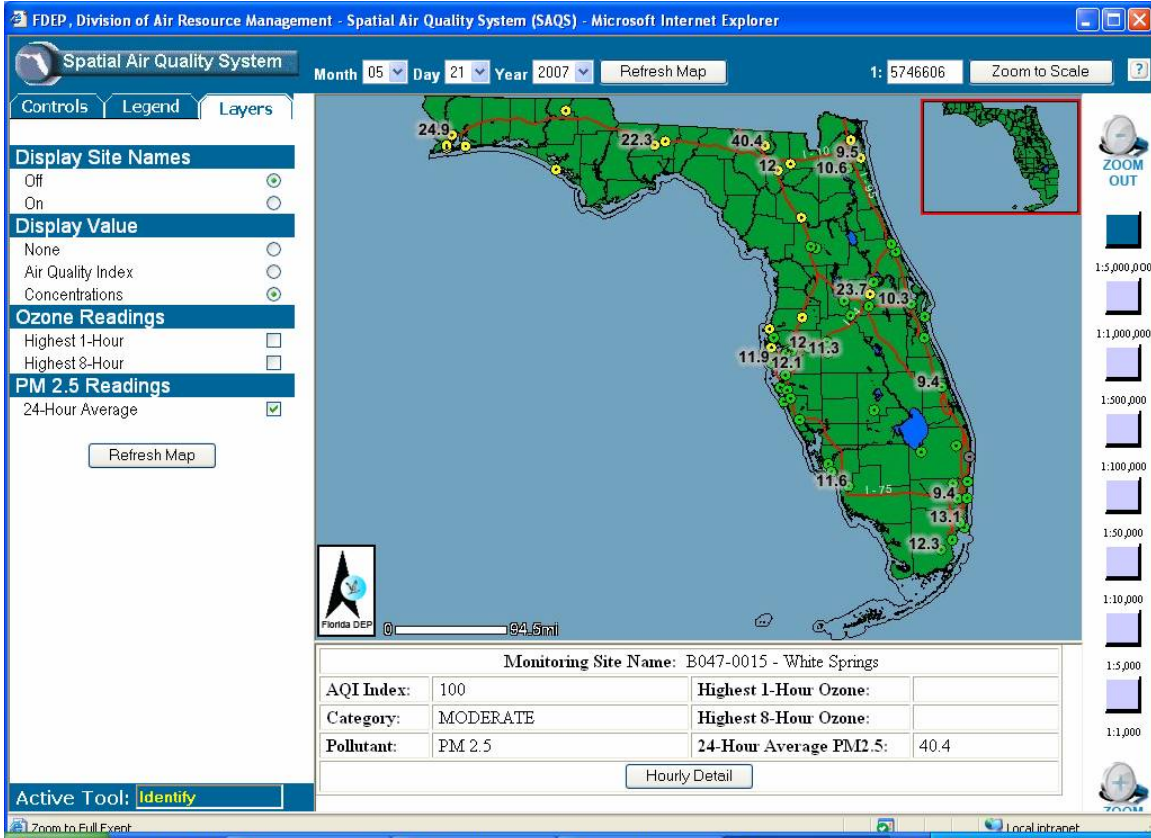 FDEP, Division of Air Resource Management - Spatial Air Quality System (SAQS) - Microsoft Internet Explorer
Spatial Air Quality System
Month 05 Day 21 Year 2007 Refresh Map 1: 5746606 Zoom to Scale ?
Controls Legend Layers
Display Site Names
Off
On
Display Value
None
Air Quality Index
Concentrations
Ozone Readings
Highest 1-Hour
Highest 8-Hour
PM 2.5 Readings
24-Hour Average
Refresh Map
Active Tool: Identify
24.9
22.3
40.4
9.5
12
10.6
23.7
10.3
12
11.3
11.9
12.1
9.4
11.6
I - 75
9.4
13.1
12.3
Florida DEP
0 94.5mi
ZOOM
OUT
1:5,000,000
1:1,000,000
1:500,000
1:100,000
1:50,000
1:10,000
1:5,000
1:1,000
ZOOM
Monitoring Site Name: B047-0015 - White Springs
AQI Index: 100 Highest 1-Hour Ozone:
Category: MODERATE Highest 8-Hour Ozone:
Pollutant: PM 2.5 24-Hour Average PM2.5: 40.4
Hourly Detail
Zoom to Full Exent Local intranet